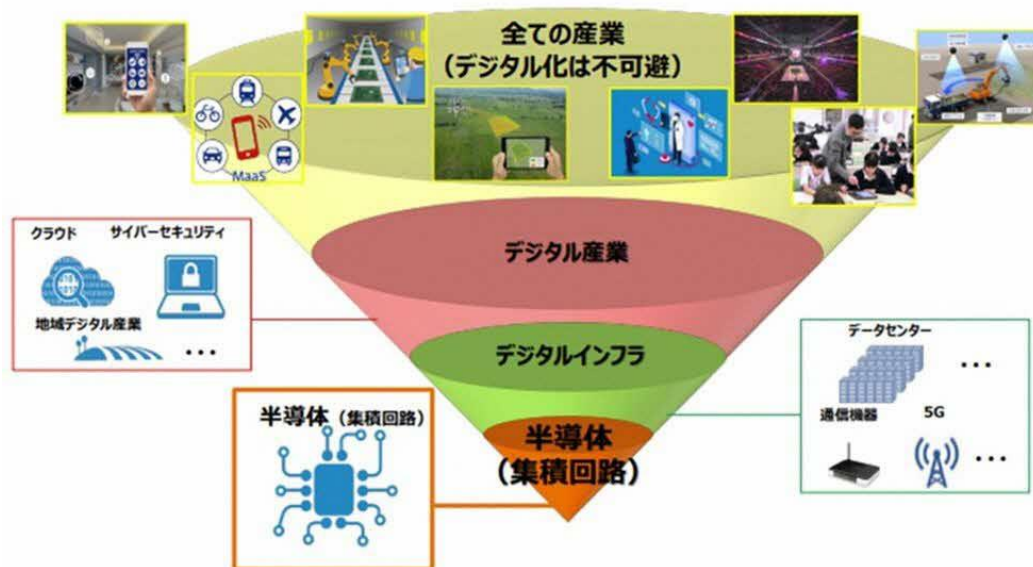 全ての産業
(デジタル化は不可避)
MaaS
デジタル産業
クラウド
サイバーセキュリティ
地域デジタル産業
・・・
デジタルインフラ
データセンター
・・・
通信機器
5G
・・・
半導体(集積回路)
半導体
(集積回路)